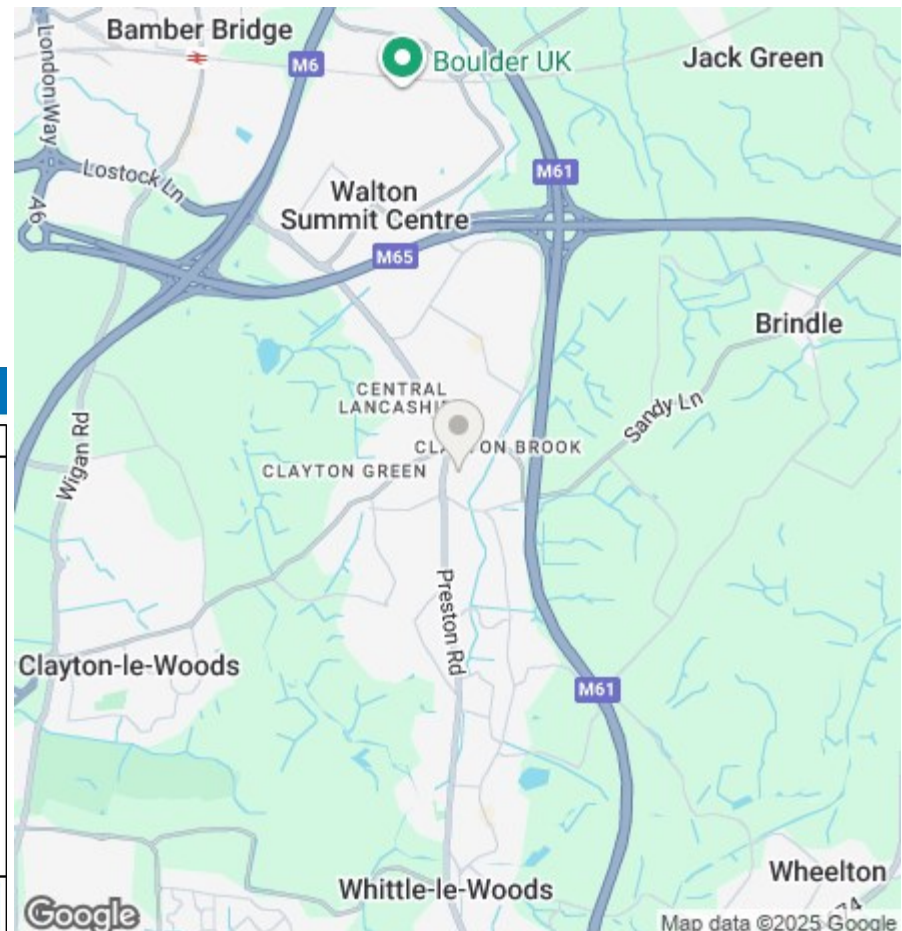 Bamber Bridge
London Way
M6
Boulder UK
Jack Green
Lostock Ln
A6
Walton
Summit Centre
M61
M65
Brindle
CENTRAL
Sandy Ln
CLAYTON GREEN
BROOK
Wigan Rd
Preston Rd
Clayton-le-Woods
M61
Whittle-le-Woods
Wheelton
Google
Map data ©2025 Google